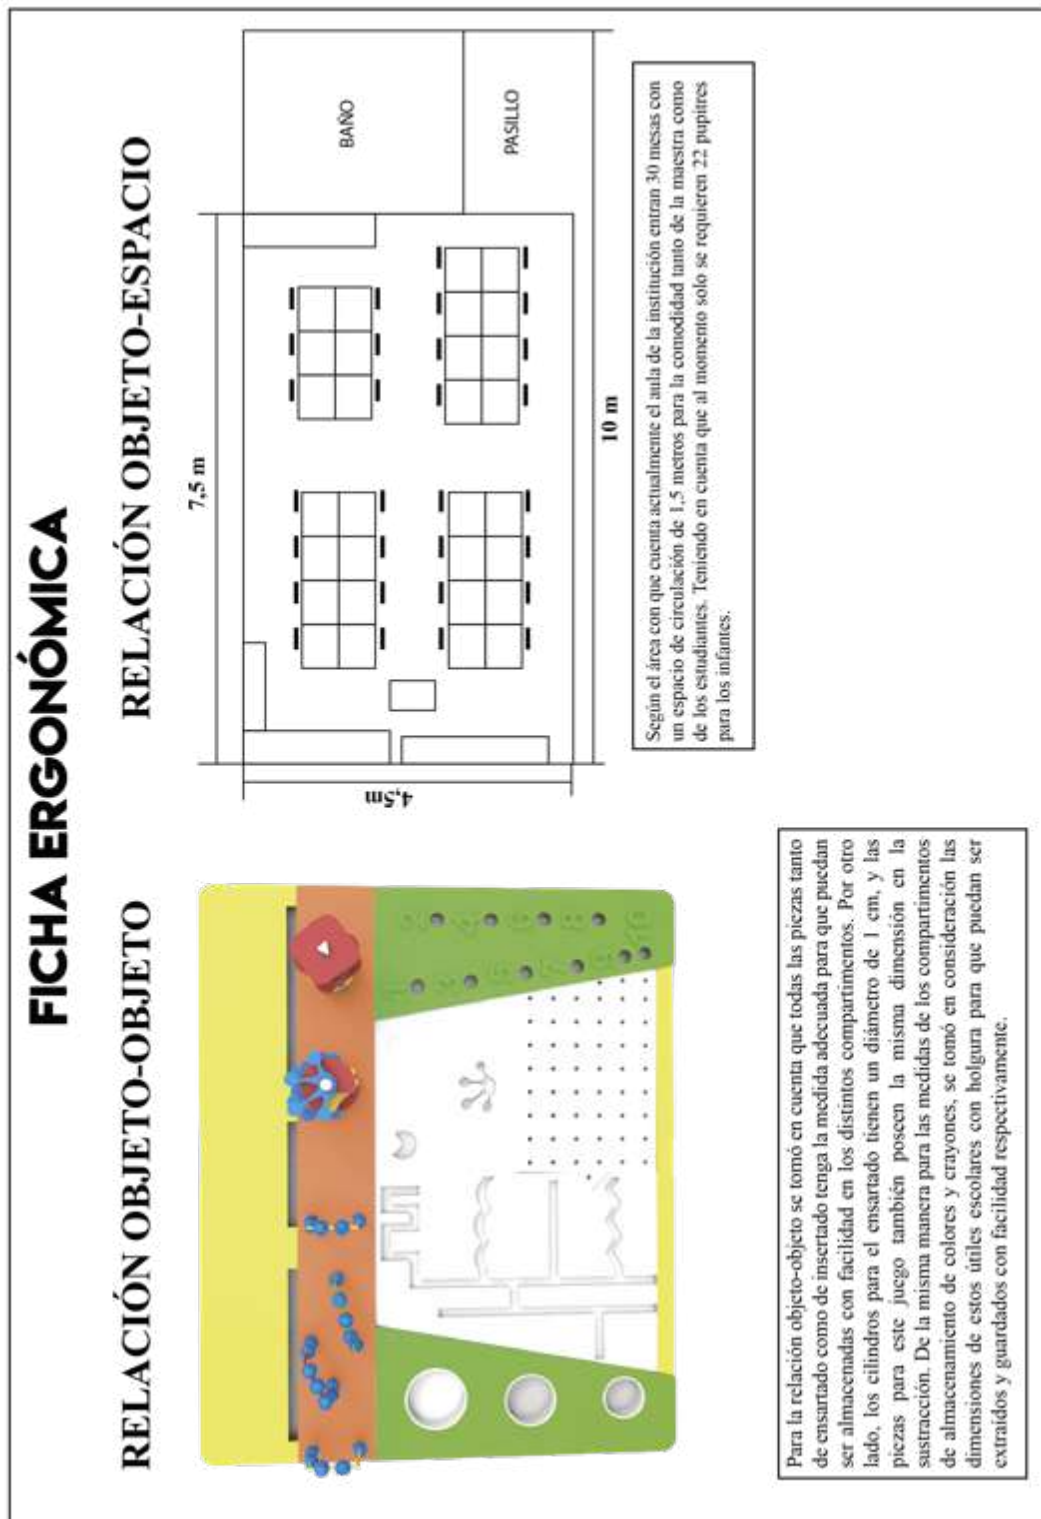 FICHA ERGONÓMICA
RELACIÓN OBJETO-OBJETO
Para la relación objeto-objeto se tomó en cuenta que todas las piezas tanto
de ensartado como de insertado tenga la medida adecuada para que puedan
ser almacenadas con facilidad en los distintos compartimentos. Por otro
lado, los cilindros para el ensartado tienen un diámetro de 1 cm, y las
piezas para este juego también poseen la misma dimensión en la
sustracción. De la misma manera para las medidas de los compartimentos
de almacenamiento de colores y crayones, se tomó en consideración las
dimensiones de estos útiles escolares con holgura para que puedan ser
extraídos y guardados con facilidad respectivamente.
RELACIÓN OBJETO-ESPACIO
7,5 m
4,5m
BAÑO
PASILLO
10 m
Según el área con que cuenta actualmente el aula de la institución entran 30 mesas con
un espacio de circulación de 1,5 metros para la comodidad tanto de la maestra como
de los estudiantes. Teniendo en cuenta que al momento solo se requieren 22 pupitres
para los infantes.